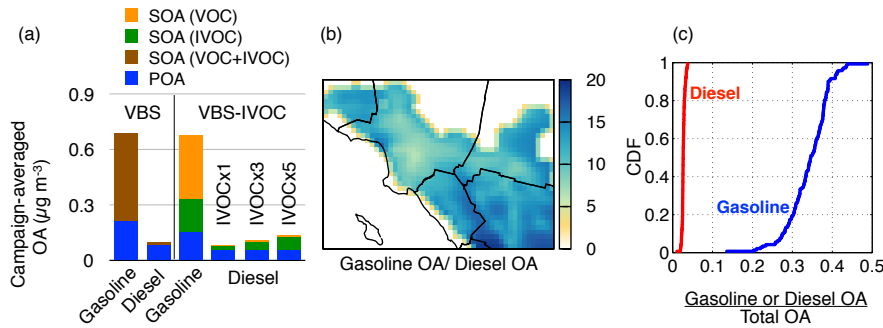 (a)
SOA (VOC)
SOA (IVOC)
SOA (VOC+IVOC)
POA
Campaign-averaged
OA (µg m-3)
0.9
0.6
0.3
0
VBS
VBS-IVOC
IVOCx1
IVOCx3
IVOCx5
Gasoline
Diesel
Gasoline
Diesel
(b)
20
15
10
5
0
Gasoline OA/ Diesel OA
(c)
CDF
1
0.8
0.6
0.4
0.2
0
Diesel
Gasoline
0 0.1 0.2 0.3 0.4 0.5
Gasoline or Diesel OA
Total OA